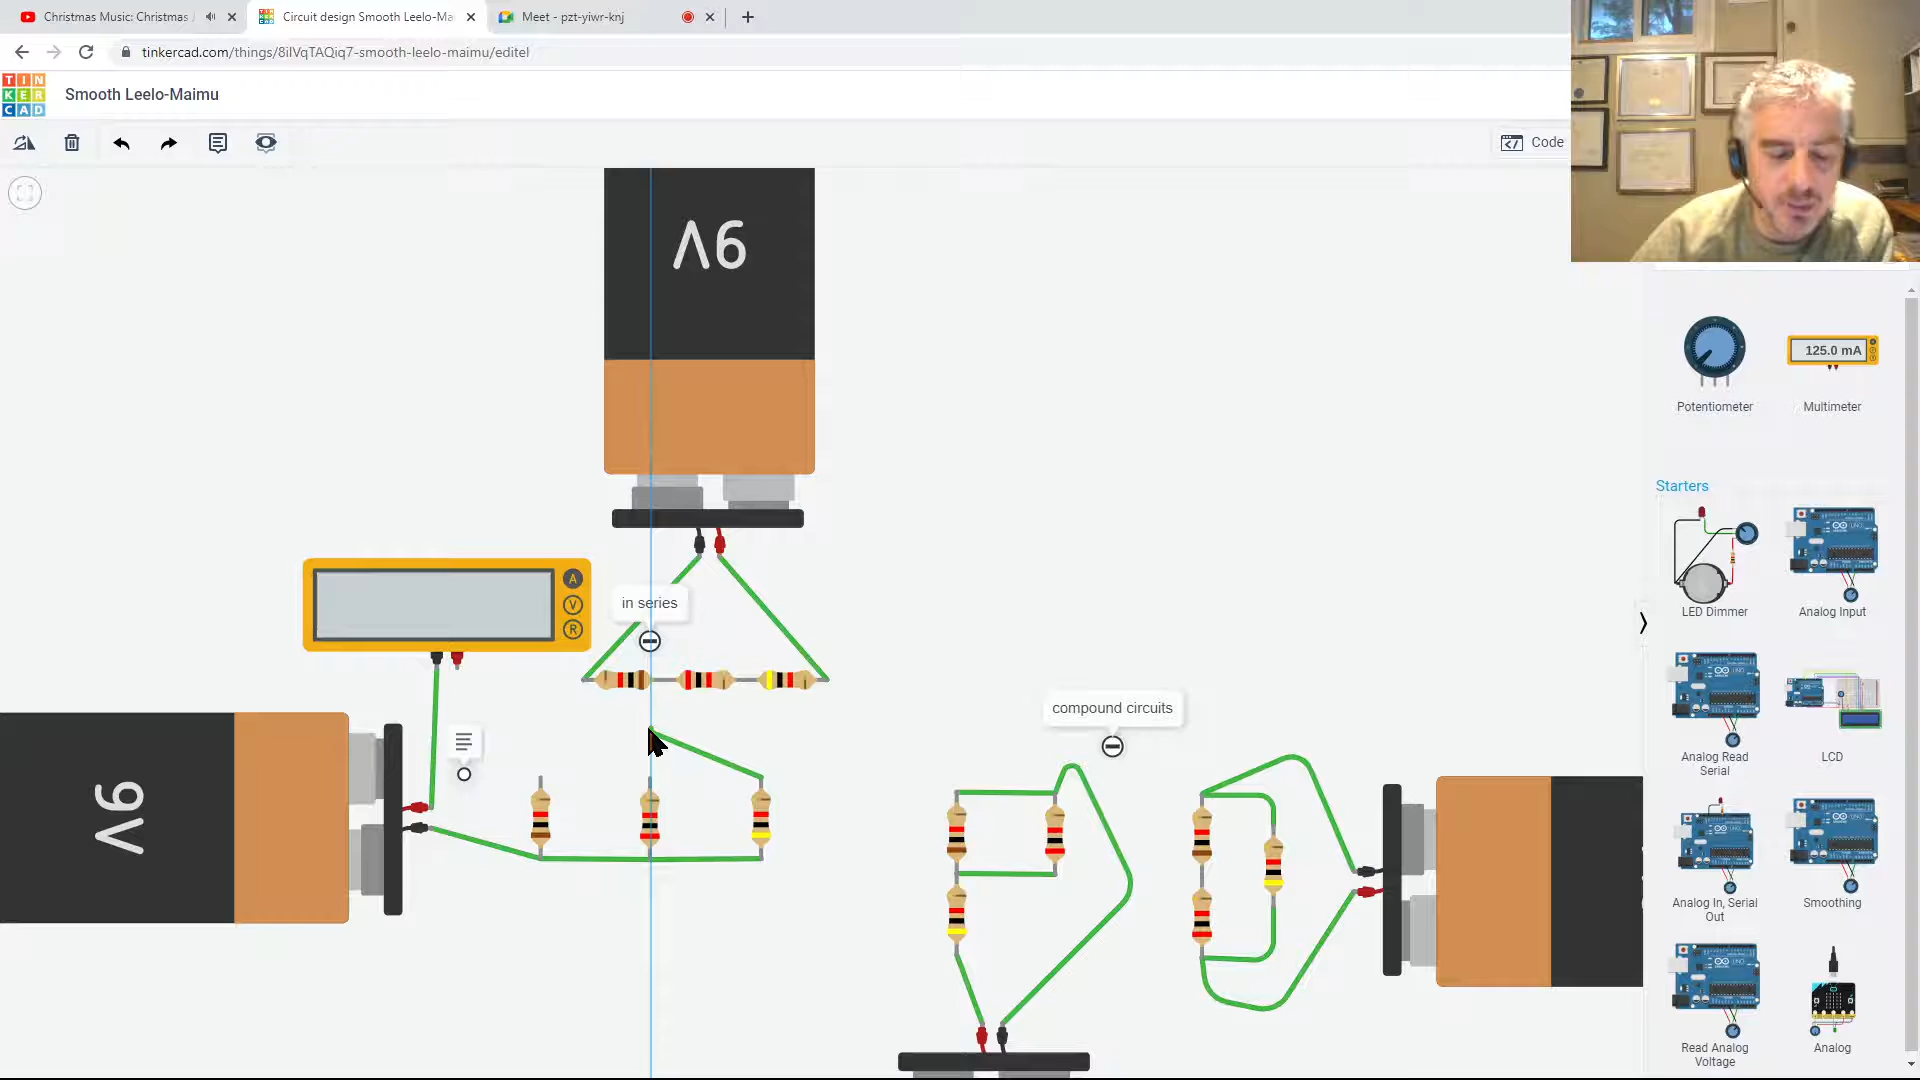 Christmas Music: Christmas
Circuit design Smooth Leelo-Ma
Meet - pzt-yiwr-knj
tinkercad.com/things/8ilVqTAQiq7-smooth-leelo-maimu/editel
TIN
KER
CAD
Smooth Leelo-Maimu
Code
9V
125.0 mA
Potentiometer
Multimeter
Starters
LED Dimmer
Analog Input
in series
A
V
R
compound circuits
Analog Read
Serial
LCD
9V
Analog In, Serial
Out
Smoothing
Read Analog
Voltage
Analog